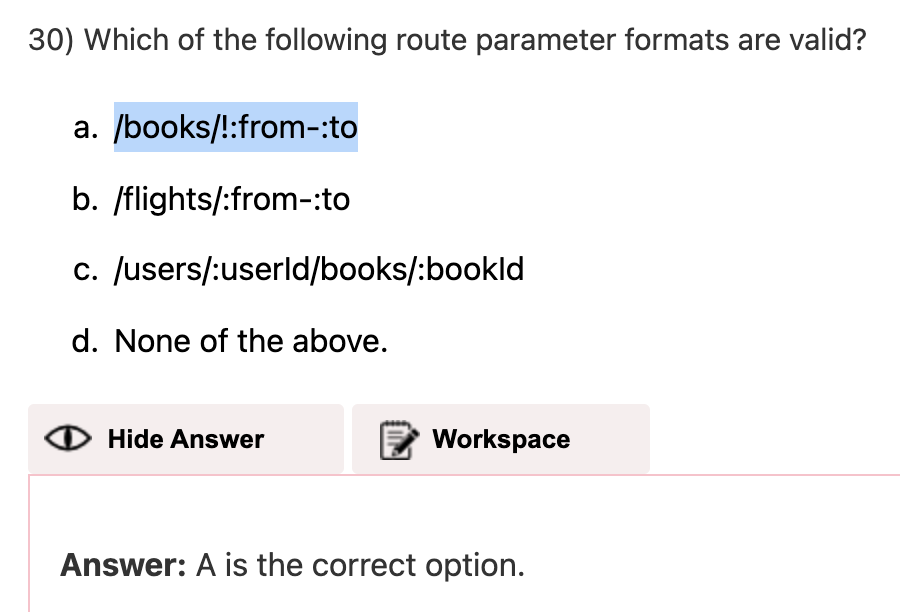 30) Which of the following route parameter formats are valid?
a. /books/!:from-:to
b. /flights/:from-:to
c. /users/:userId/books/:bookId
d. None of the above.
Hide Answer Workspace
Answer: A is the correct option.